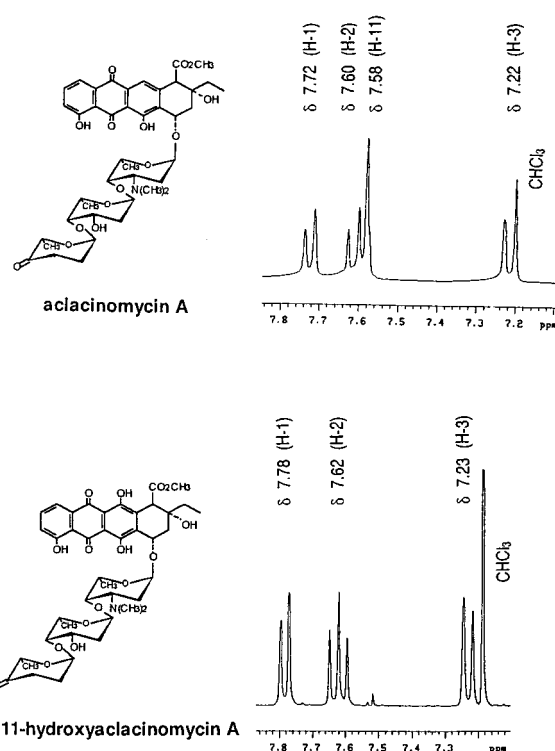 δ 7.72 (H-1)
δ 7.60 (H-2)
δ 7.58 (H-11)
δ 7.22 (H-3)
CHCl₃
CO₂CH₃
O
OH
OH
O
OH
O
CH₃
O
O
N(CH₃)₂
CH₃
O
O
OH
CH₃
O
O
aclacinomycin A
7.8 7.7 7.6 7.5 7.4 7.3 7.2 ppm
δ 7.78 (H-1)
δ 7.62 (H-2)
δ 7.23 (H-3)
CHCl₃
CO₂CH₃
O
OH
OH
OH
O
OH
O
CH₃
O
O
N(CH₃)₂
CH₃
O
O
OH
CH₃
O
11-hydroxyaclacinomycin A
7.8 7.7 7.6 7.5 7.4 7.3 ppm